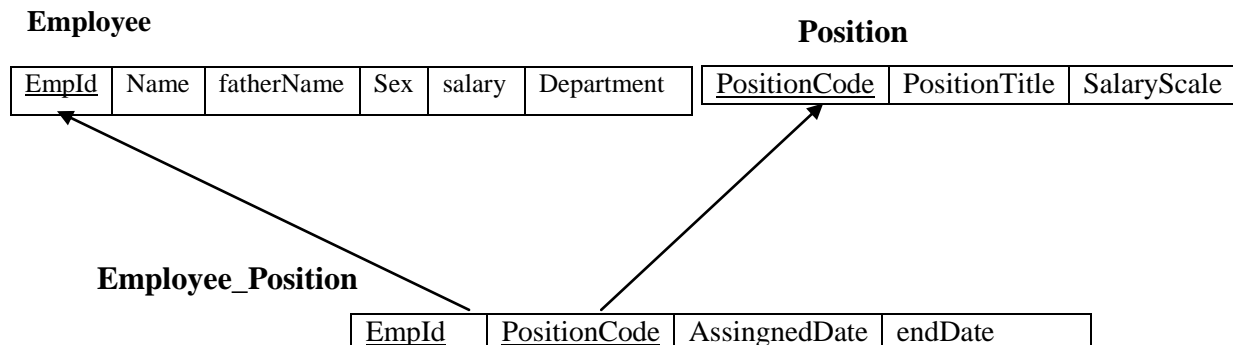 Employee
Position
EmpId Name fatherName Sex salary Department
PositionCode PositionTitle SalaryScale
Employee_Position
EmpId PositionCode AssingnedDate endDate